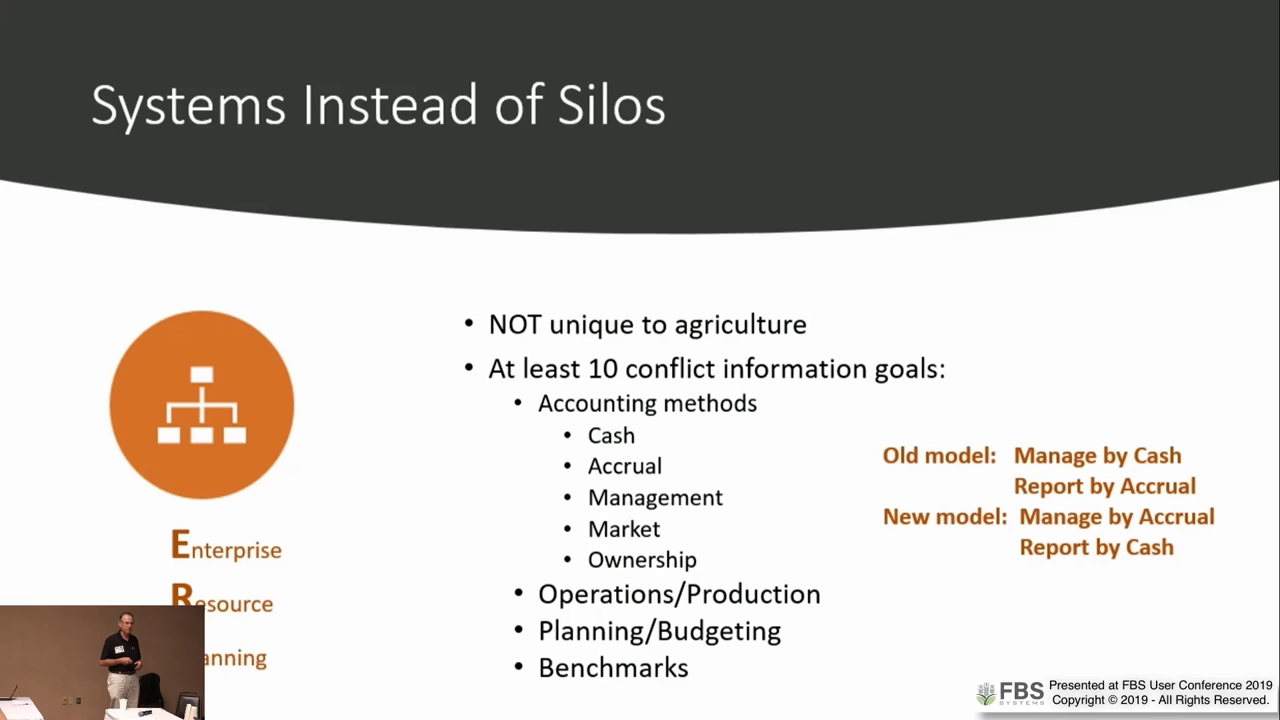 Systems Instead of Silos
Enterprise
Resource
anning
• NOT unique to agriculture
• At least 10 conflict information goals:
• Accounting methods
• Cash
• Accrual
• Management
• Market
• Ownership
• Operations/Production
• Planning/Budgeting
• Benchmarks
Old model: Manage by Cash
Report by Accrual
New model: Manage by Accrual
Report by Cash
FBS
SYSTEMS
Presented at FBS User Conference 2019
Copyright © 2019 - All Rights Reserved.